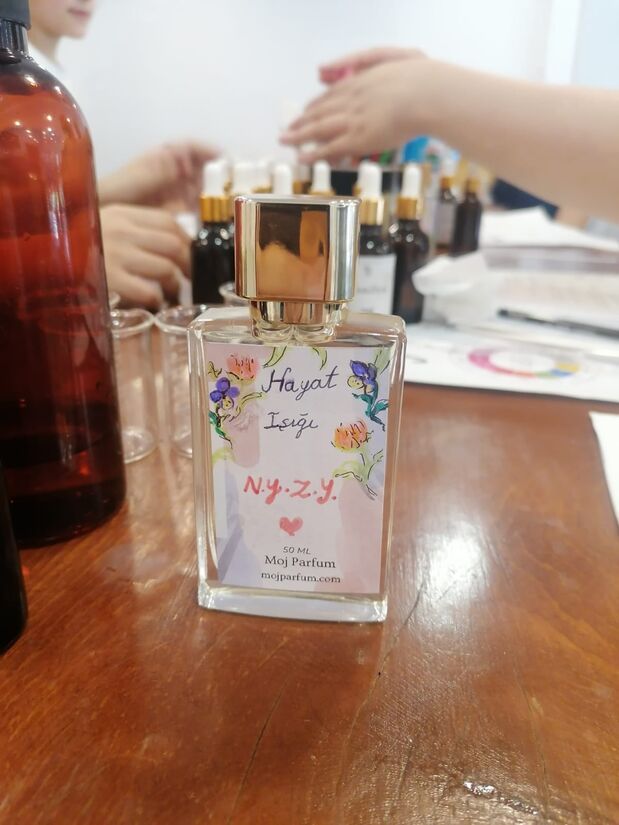 Hayat
Işığı
N.y.z.y.
50 ML
Moj Parfum
mojparfum.com